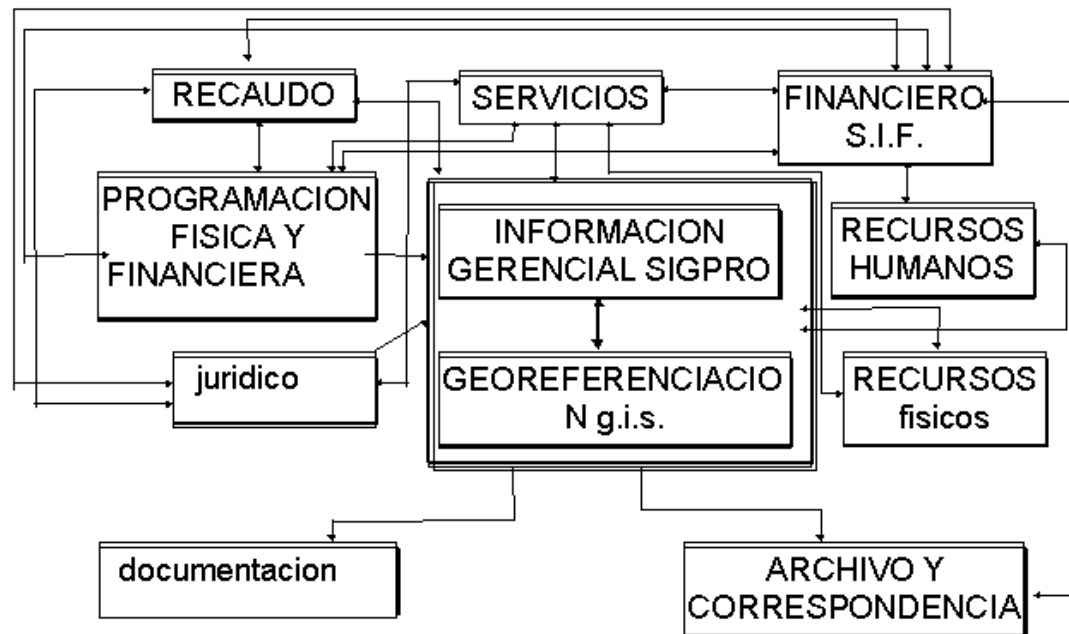 RECAUDO
SERVICIOS
FINANCIERO
S.I.F.
PROGRAMACION
FISICA Y
FINANCIERA
INFORMACION
GERENCIAL SIGPRO
RECURSOS
HUMANOS
juridico
GEOREFERENCIACIO
N g.i.s.
RECURSOS
fisicos
documentacion
ARCHIVO Y
CORRESPONDENCIA